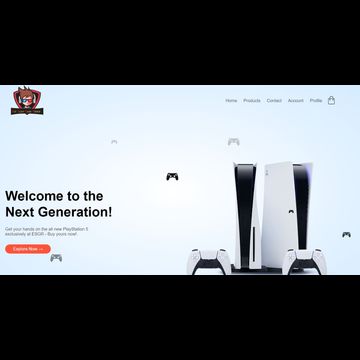 Home Products Contact Account Profile
Welcome to the
Next Generation!
Get your hands on the all new PlayStation 5
exclusively at ESGR - Buy yours now!.
Explore Now →